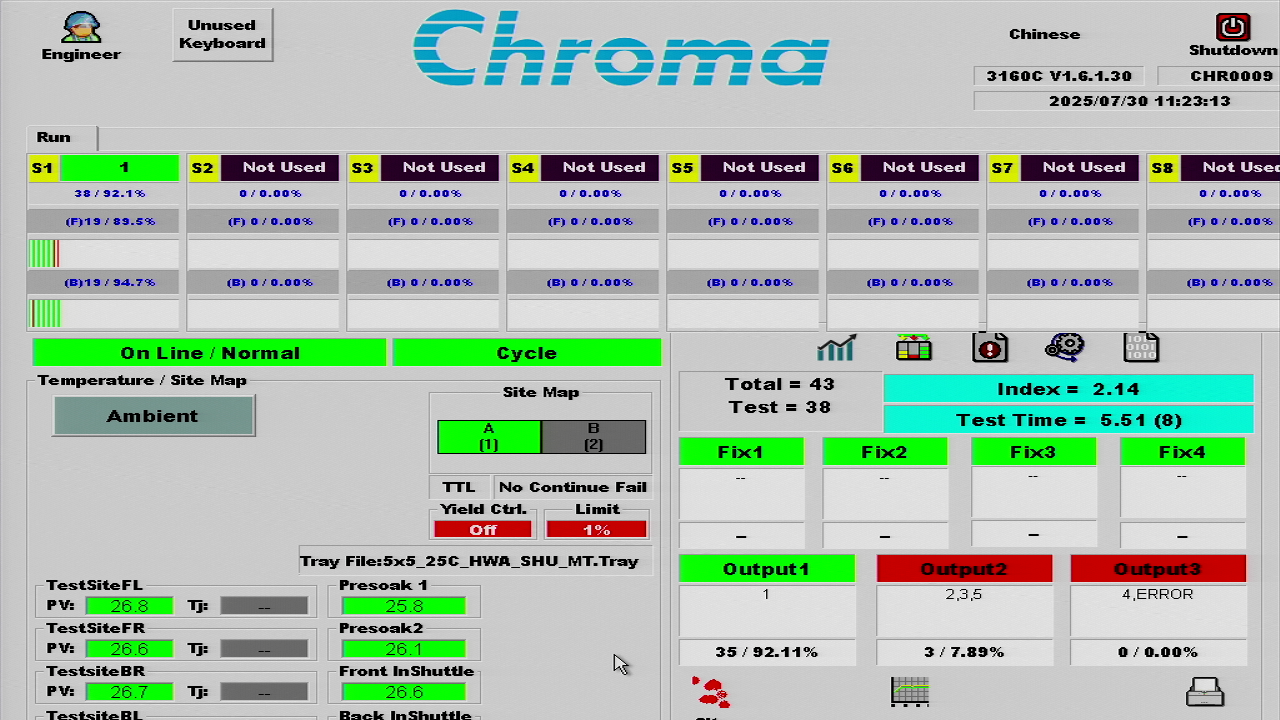 Engineer
Unused
Keyboard
Chroma
Chinese
Shutdown
3160C V1.6.1.30
CHR0009
2025/07/30 11:23:13
Run
S1 1 S2 Not Used S3 Not Used S4 Not Used S5 Not Used S6 Not Used S7 Not Used S8 Not Used
38 / 92.1% 0 / 0.00% 0 / 0.00% 0 / 0.00% 0 / 0.00% 0 / 0.00% 0 / 0.00% 0 / 0.00%
(F)19 / 89.5% (F) 0 / 0.00% (F) 0 / 0.00% (F) 0 / 0.00% (F) 0 / 0.00% (F) 0 / 0.00% (F) 0 / 0.00% (F) 0 / 0.00%
(B)19 / 94.7% (B) 0 / 0.00% (B) 0 / 0.00% (B) 0 / 0.00% (B) 0 / 0.00% (B) 0 / 0.00% (B) 0 / 0.00% (B) 0 / 0.00%
On Line / Normal Cycle
Temperature / Site Map
Ambient
Site Map
A B
(1) (2)
TTL No Continue Fail
Yield Ctrl. Limit
Off 1%
Tray File:5x5_25C_HWA_SHU_MT.Tray
TestSiteFL
PV: 26.8 Tj: --
TestSiteFR
PV: 26.6 Tj: --
TestsiteBR
PV: 26.7 Tj: --
TestsiteBL
Presoak 1
25.8
Presoak2
26.1
Front InShuttle
26.6
Back InShuttle
Total = 43
Test = 38
Index = 2.14
Test Time = 5.51 (8)
Fix1 Fix2 Fix3 Fix4
-- -- -- --
-- -- -- --
Output1 Output2 Output3
1 2,3,5 4,ERROR
35 / 92.11% 3 / 7.89% 0 / 0.00%